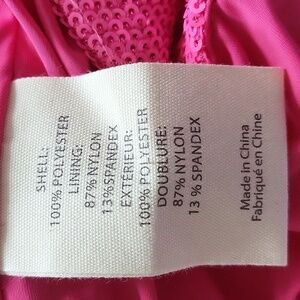 SHELL:
100% POLYESTER
LINING:
87% NYLON
13%SPANDEX
EXTÉRIEUR:
100% POLYESTER
DOUBLURE:
87% NYLON
13 % SPANDEX
Made in China
Fabriqué en Chine